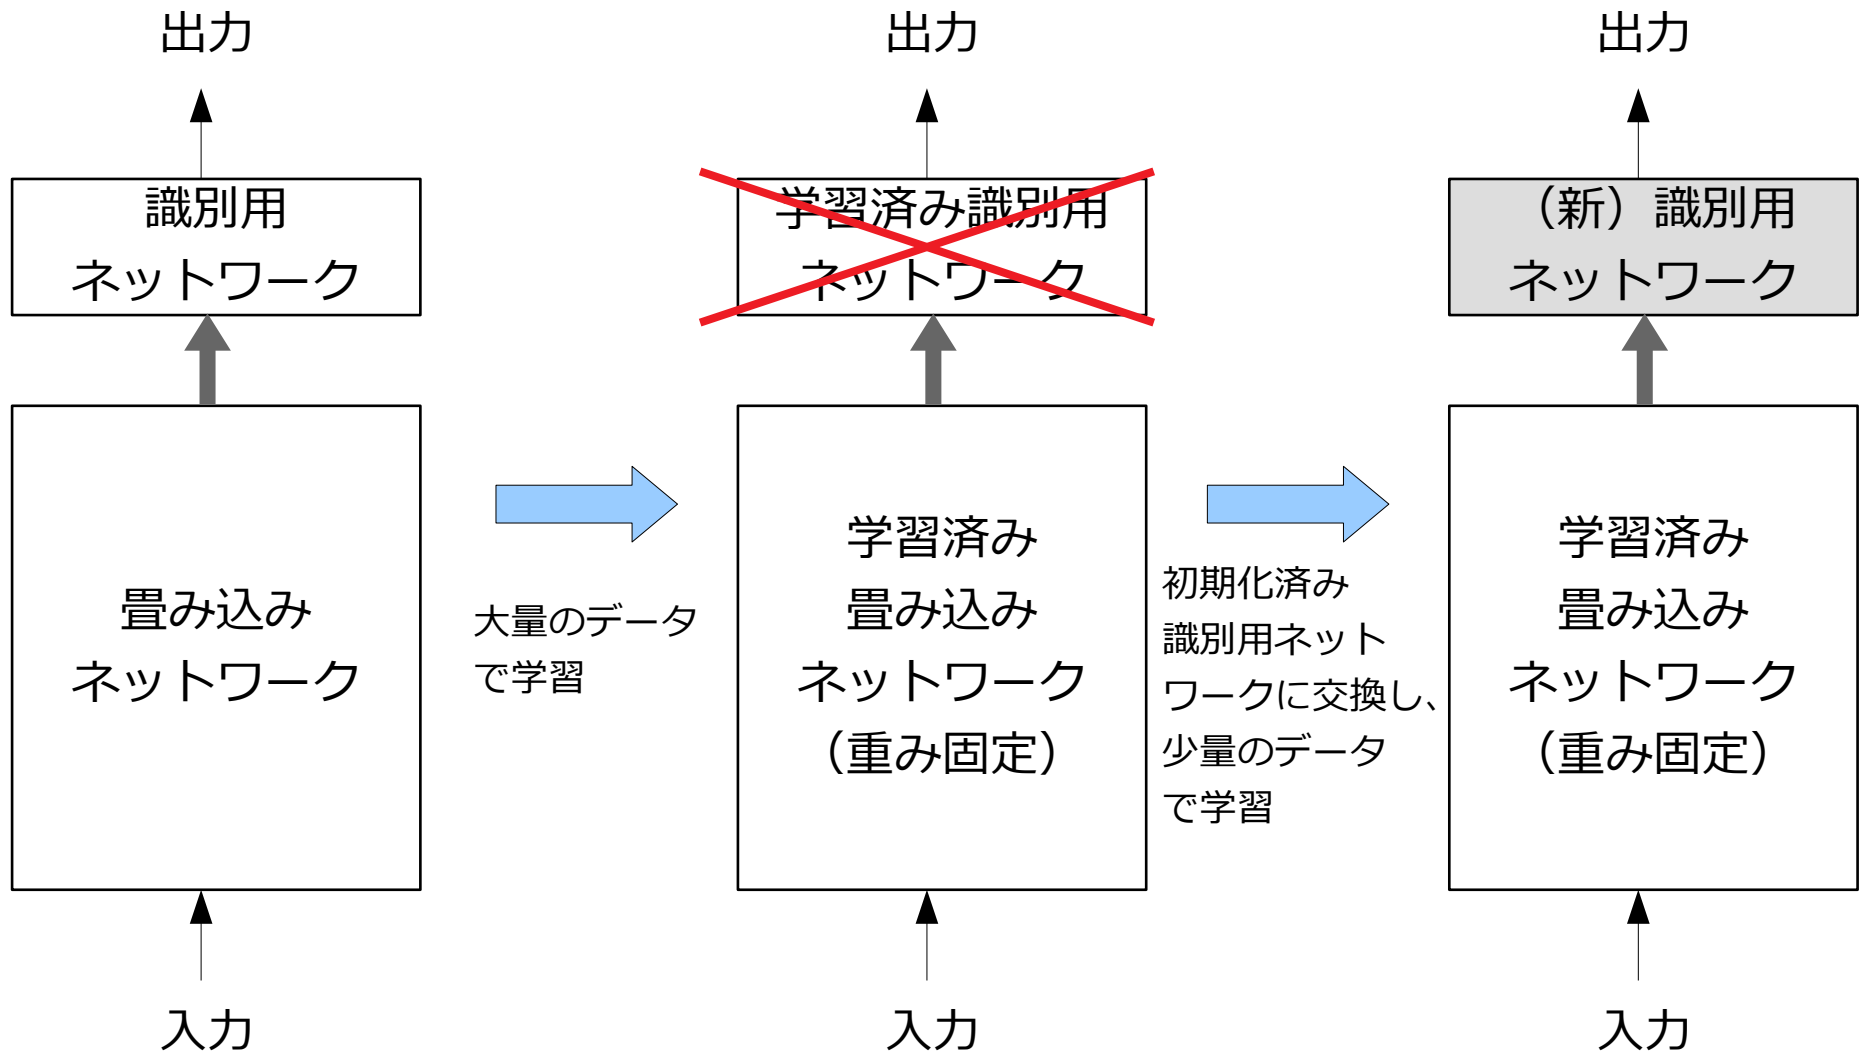 出力
識別用
ネットワーク
畳み込み
ネットワーク
入力
大量のデータ
で学習
出力
学習済み識別用
ネットワーク
学習済み
畳み込み
ネットワーク
（重み固定）
入力
初期化済み
識別用ネット
ワークに交換し、
少量のデータ
で学習
出力
（新）識別用
ネットワーク
学習済み
畳み込み
ネットワーク
（重み固定）
入力